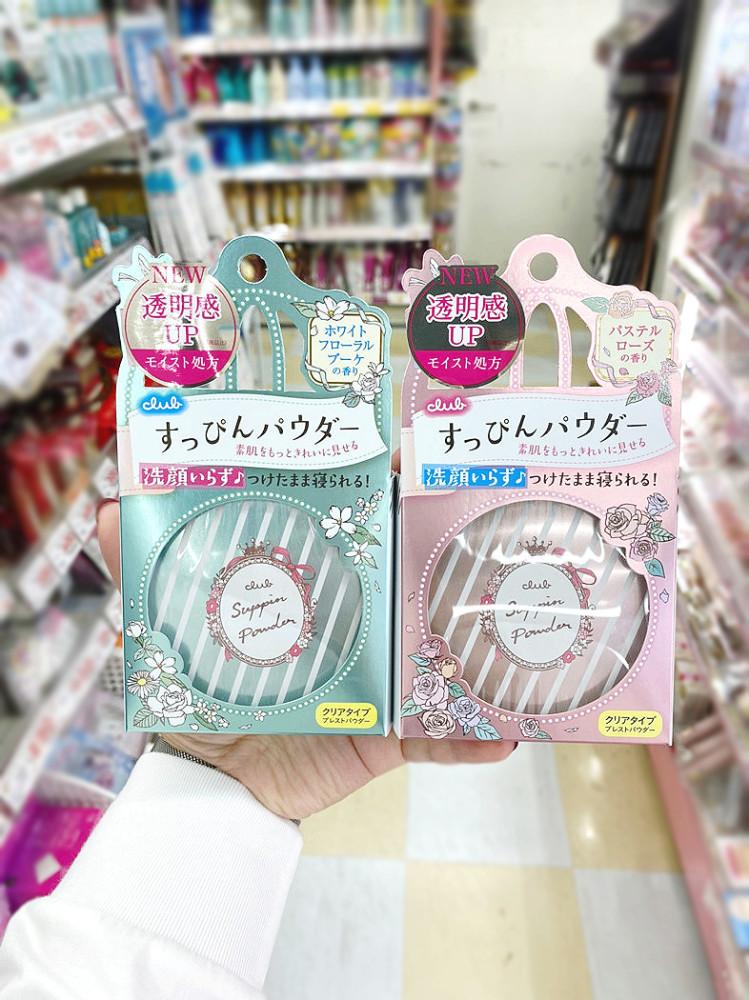 NEW
透明感
UP
モイスト処方
ホワイト
フローラル
ブーケ
の香り
club
すっぴんパウダー
素肌をもっときれいに見せる
洗顔いらず♪つけたまま寝られる!
club
Suppin
Powder
クリアタイプ
プレストパウダー
NEW
透明感
UP
モイスト処方
パステル
ローズ
の香り
club
すっぴんパウダー
素肌をもっときれいに見せる
洗顔いらず♪つけたまま寝られる!
club
Suppin
Powder
クリアタイプ
プレストパウダー